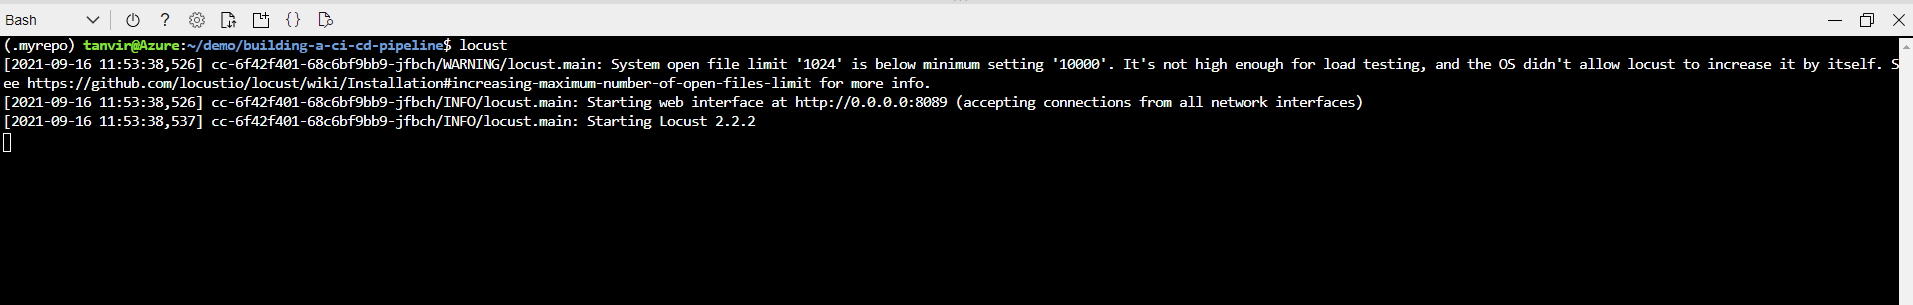 Bash
? {}
(.myrepo) tanvir@Azure:~/demo/building-a-ci-cd-pipeline$ locust
[2021-09-16 11:53:38,526] cc-6f42f401-68c6bf9bb9-jfbch/WARNING/locust.main: System open file limit '1024' is below minimum setting '10000'. It's not high enough for load testing, and the OS didn't allow locust to increase it by itself. S
ee https://github.com/locustio/locust/wiki/Installation#increasing-maximum-number-of-open-files-limit for more info.
[2021-09-16 11:53:38,526] cc-6f42f401-68c6bf9bb9-jfbch/INFO/locust.main: Starting web interface at http://0.0.0.0:8089 (accepting connections from all network interfaces)
[2021-09-16 11:53:38,537] cc-6f42f401-68c6bf9bb9-jfbch/INFO/locust.main: Starting Locust 2.2.2